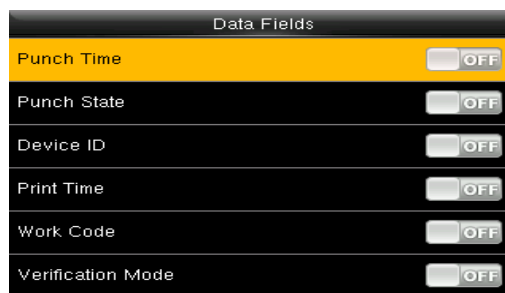 Data Fields
Punch Time OFF
Punch State OFF
Device ID OFF
Print Time OFF
Work Code OFF
Verification Mode OFF